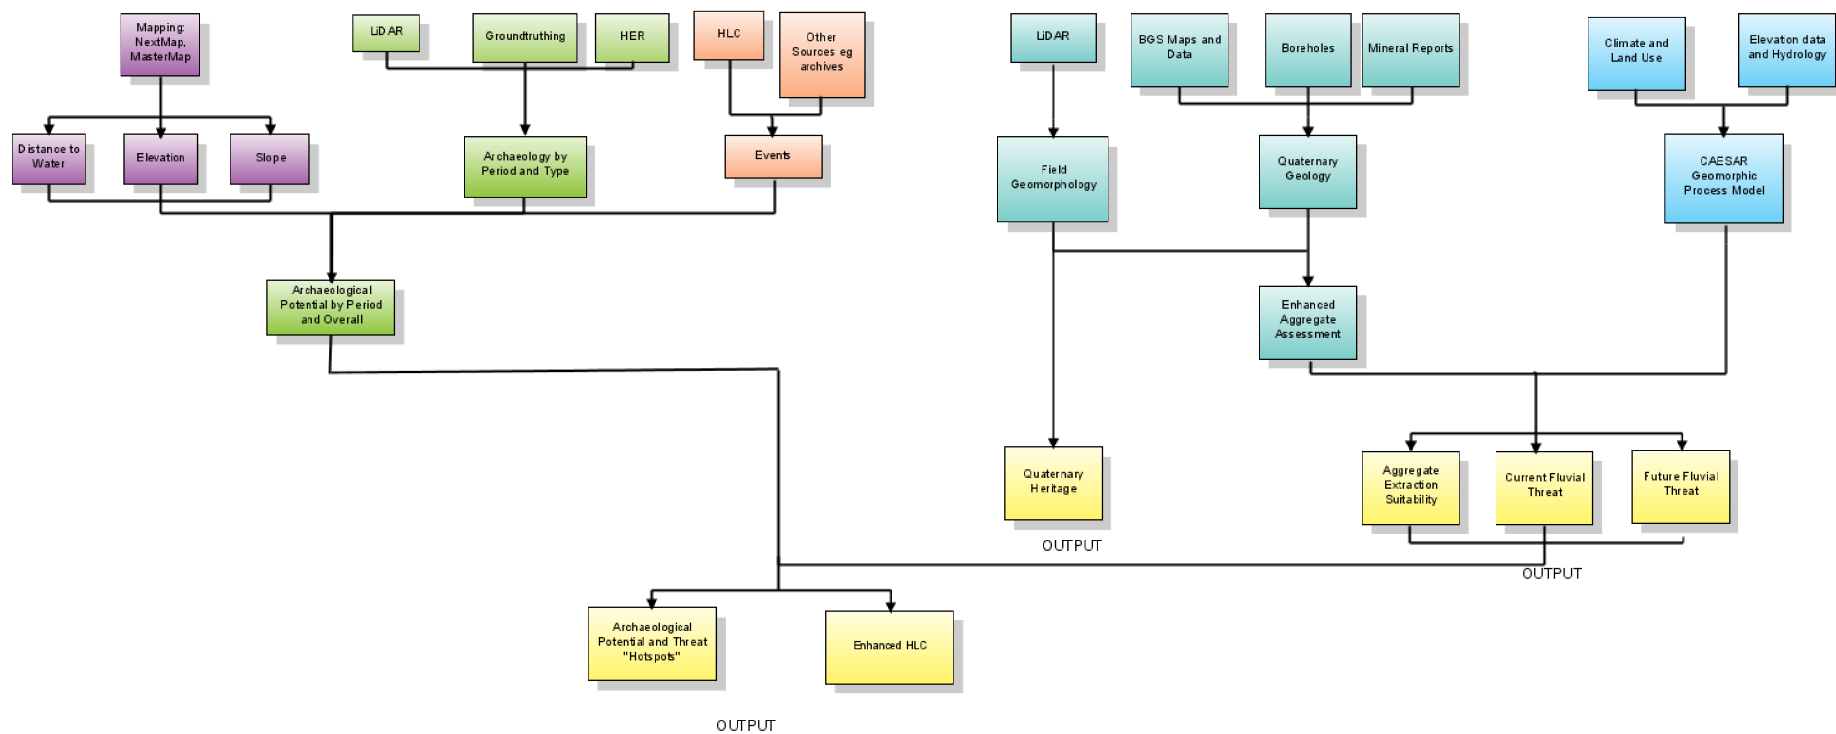 Mapping:
NextMap,
MasterMap
LiDAR
Groundtruthing
HER
HLC
Other
Sources eg
archives
LiDAR
BGS Maps and
Data
Boreholes
Mineral Reports
Climate and
Land Use
Elevation data
and Hydrology
Distance to
Water
Elevation
Slope
Archaeology by
Period and Type
Events
Field
Geomorphology
Quaternary
Geology
CAESAR
Geomorphic
Process Model
Archaeological
Potential by Period
and Overall
Enhanced
Aggregate
Assessment
Quaternary
Heritage
Aggregate
Extraction
Suitability
Current Fluvial
Threat
Future Fluvial
Threat
OUTPUT
OUTPUT
Archaeological
Potential and Threat
"Hotspots"
Enhanced HLC
OUTPUT